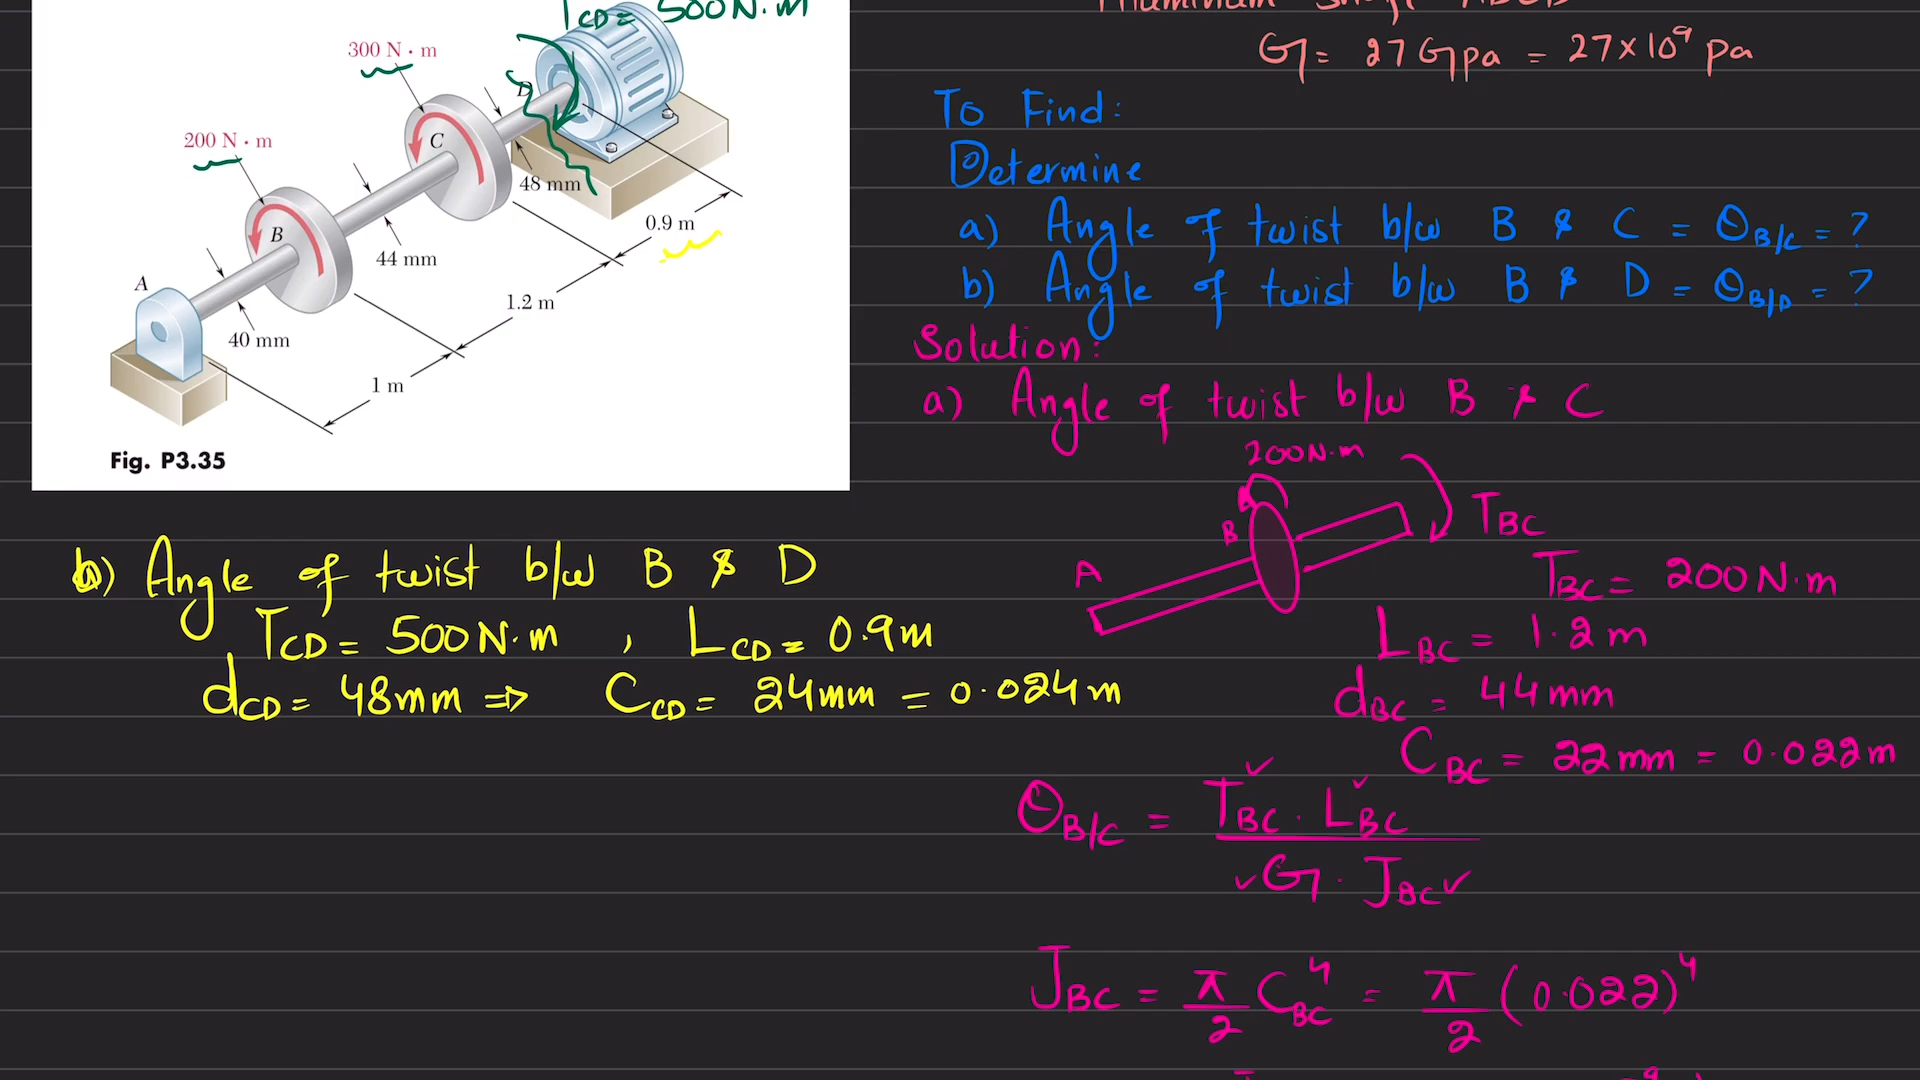 T_CD = 500 N·m
300 N · m
D
200 N · m
C
48 mm
0.9 m
B
44 mm
A
1.2 m
40 mm
1 m
Fig. P3.35
b) Angle of twist b/w B & D
T_CD = 500 N·m , L_CD = 0.9 m
d_CD = 48 mm => C_CD = 24 mm = 0.024 m
Aluminum Shaft ABCD
G = 27 Gpa = 27×10⁹ pa
To Find:
Determine
a) Angle of twist b/w B & C = θ_B/C = ?
b) Angle of twist b/w B & D = θ_B/D = ?
Solution:
a) Angle of twist b/w B & C
200 N·m
B
A
T_BC
T_BC = 200 N·m
L_BC = 1.2 m
d_BC = 44 mm
C_BC = 22 mm = 0.022 m
θ_B/C = T_BC · L_BC / G · J_BC
J_BC = π/2 C_BC⁴ = π/2 (0.022)⁴